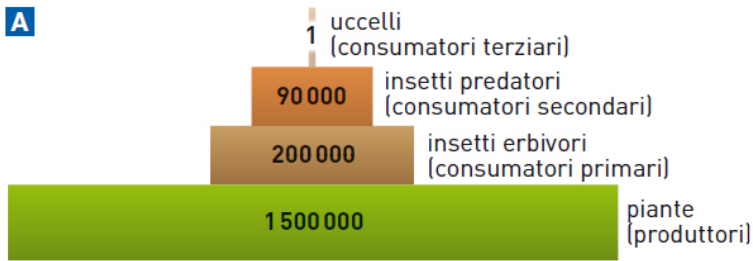 A
uccelli
1
(consumatori terziari)
90 000
insetti predatori
(consumatori secondari)
200 000
insetti erbivori
(consumatori primari)
1 500 000
piante
(produttori)